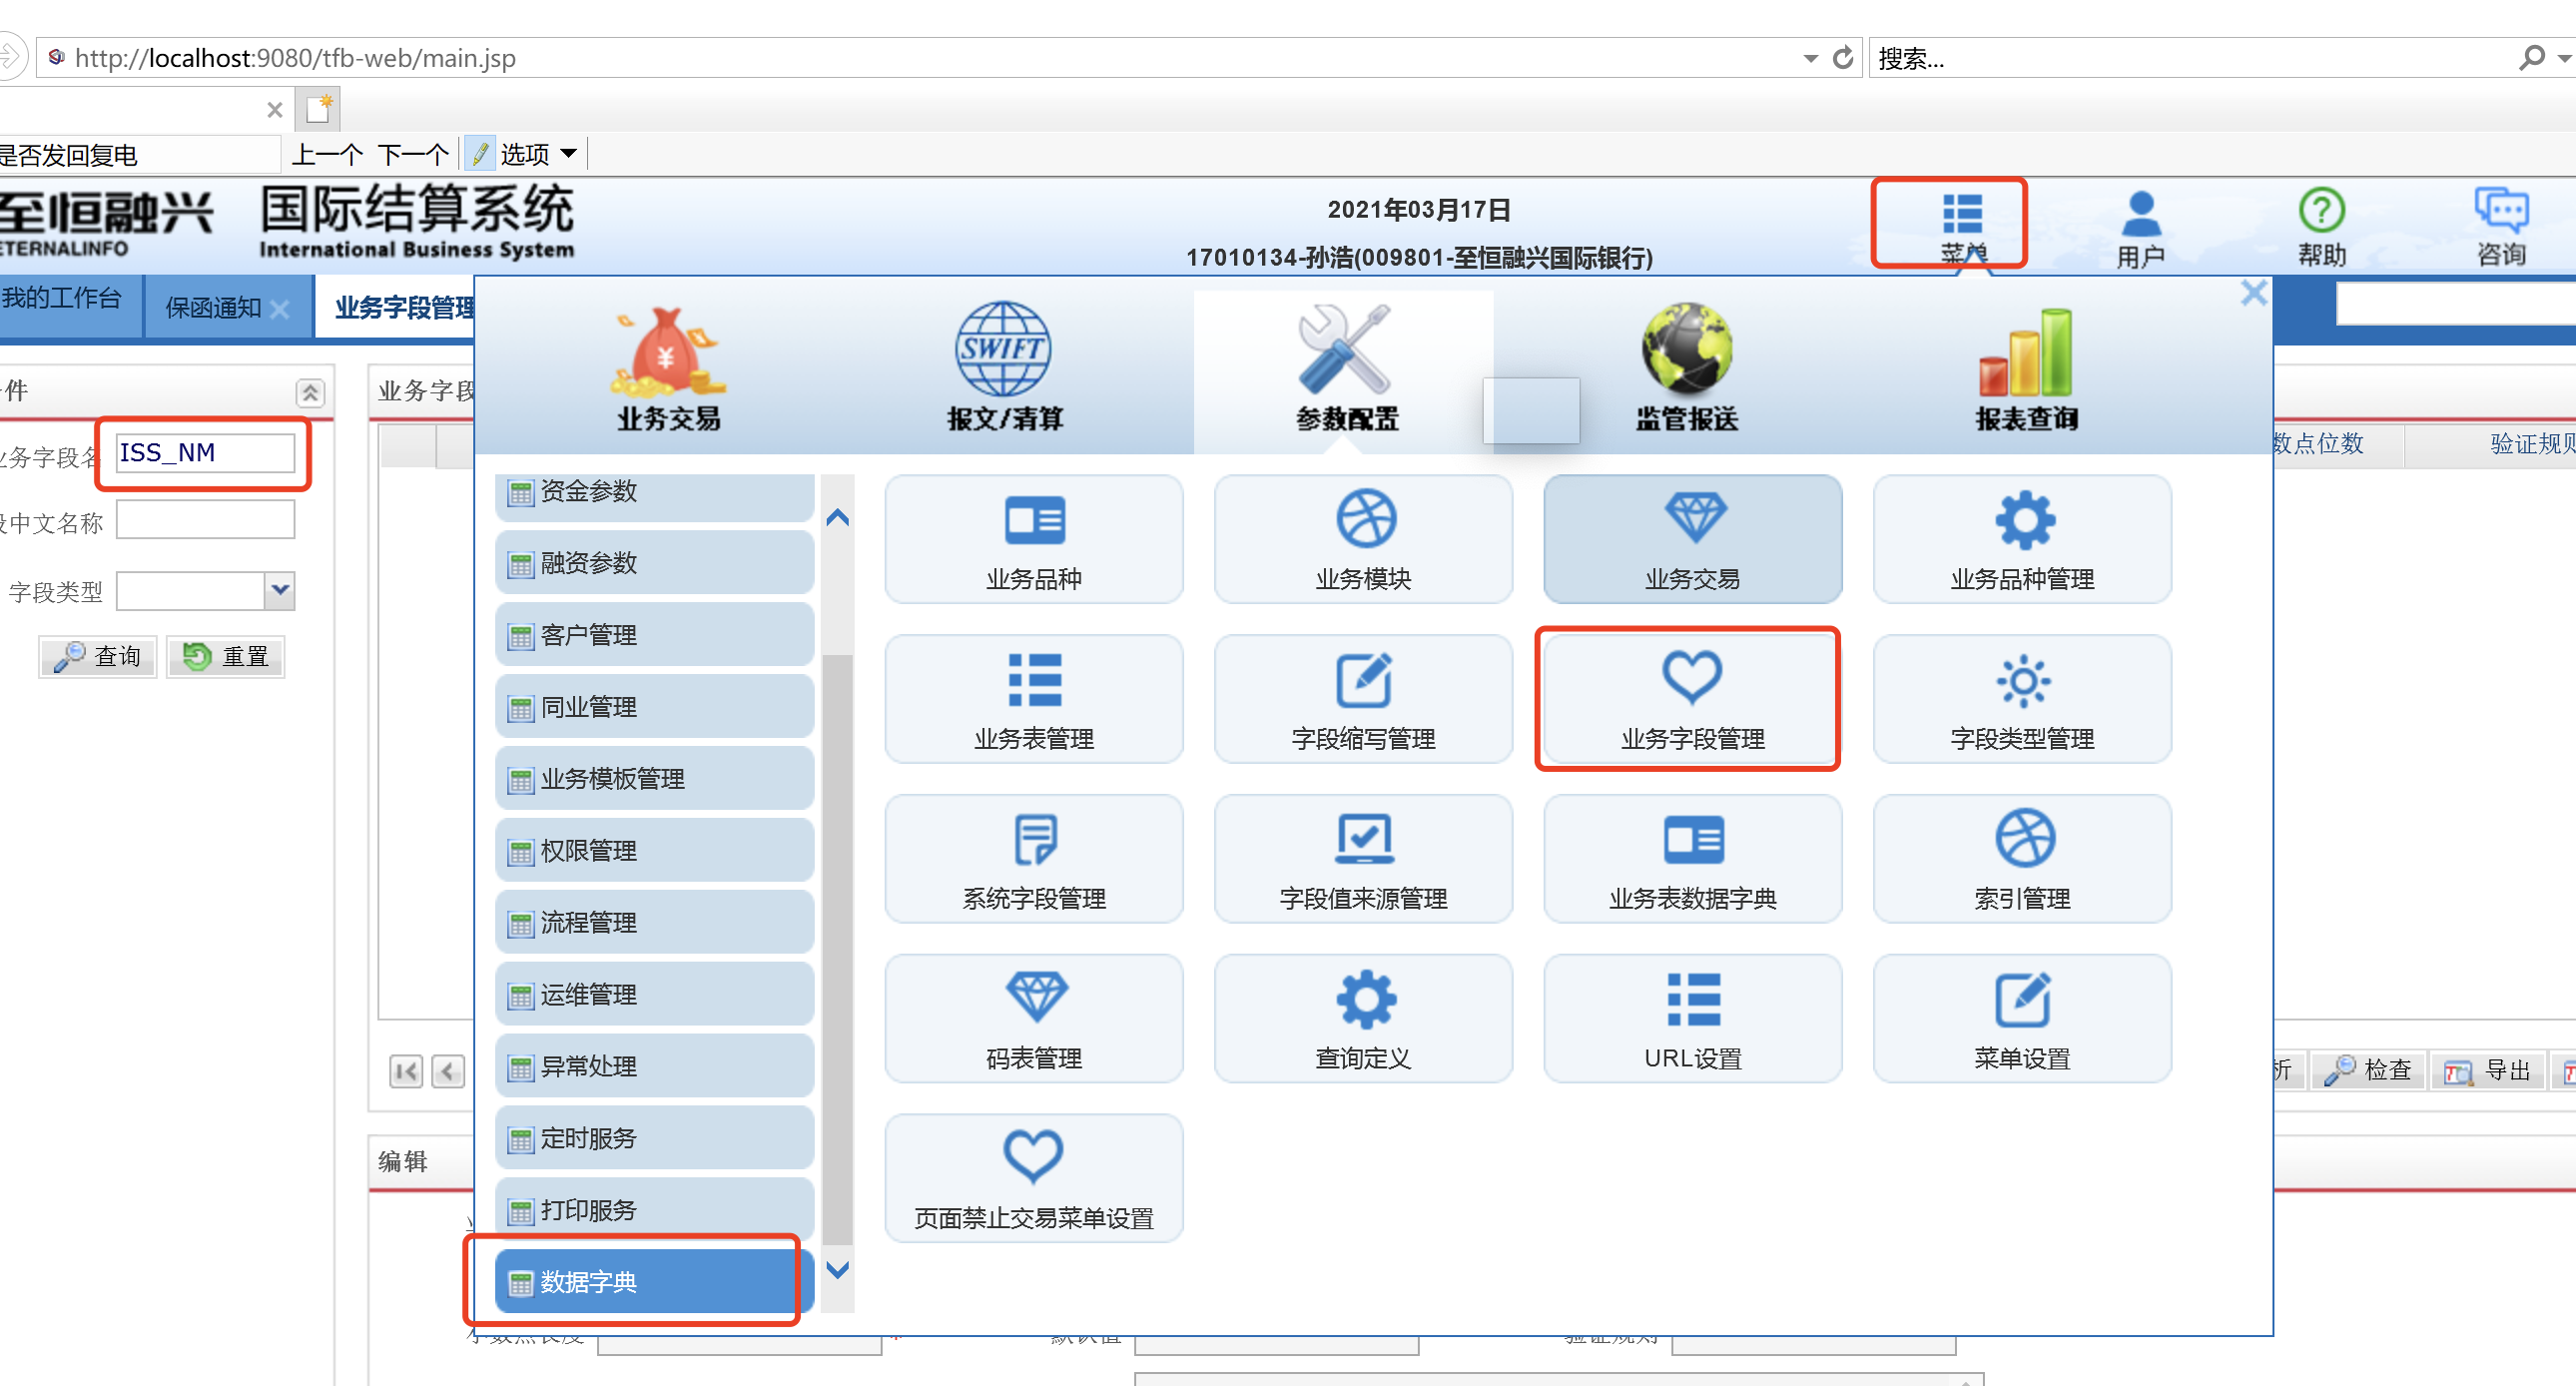 http://localhost:9080/tfb-web/main.jsp
搜索...
是否发回复电
上一个 下一个 选项
至恒融兴
ETERNALINFO
国际结算系统
International Business System
2021年03月17日
17010134-孙浩(009801-至恒融兴国际银行)
菜单
用户
帮助
咨询
我的工作台
保函通知
业务字段管理
业务交易
报文/清算
参数配置
监管报送
报表查询
件
业务字段
业务字段名
ISS_NM
段中文名称
字段类型
查询
重置
数点位数
验证规则
资金参数
融资参数
客户管理
同业管理
业务模板管理
权限管理
流程管理
运维管理
异常处理
定时服务
打印服务
数据字典
业务品种
业务模块
业务交易
业务品种管理
业务表管理
字段缩写管理
业务字段管理
字段类型管理
系统字段管理
字段值来源管理
业务表数据字典
索引管理
码表管理
查询定义
URL设置
菜单设置
页面禁止交易菜单设置
析
检查
导出
编辑
小数点长度
默认值
验证规则